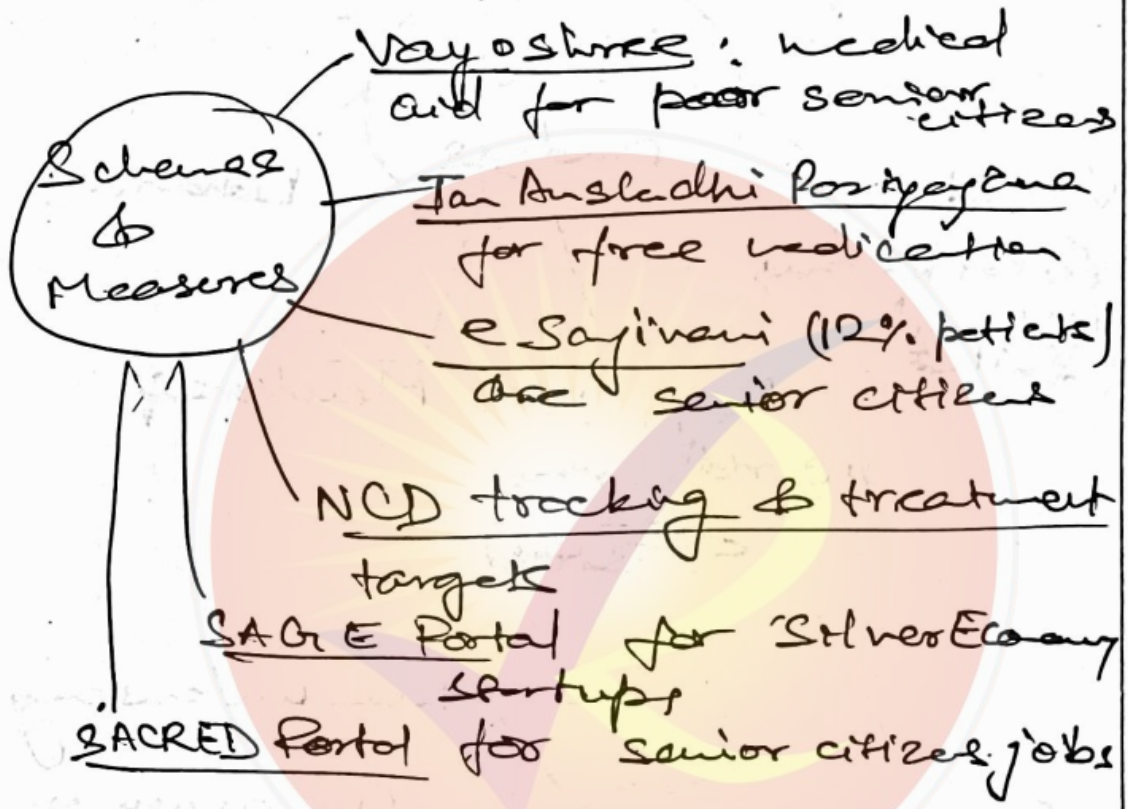 Schemes
&
Measures
Vayoshree : medical
aid for poor senior
citizens
Jan Aushadhi Pariyojana
for free medication
e Sanjivani (12% patients)
are senior citizens
NCD tracking & treatment
targets
SAGE Portal for Silver Economy
startups
SACRED Portal for senior citizens jobs